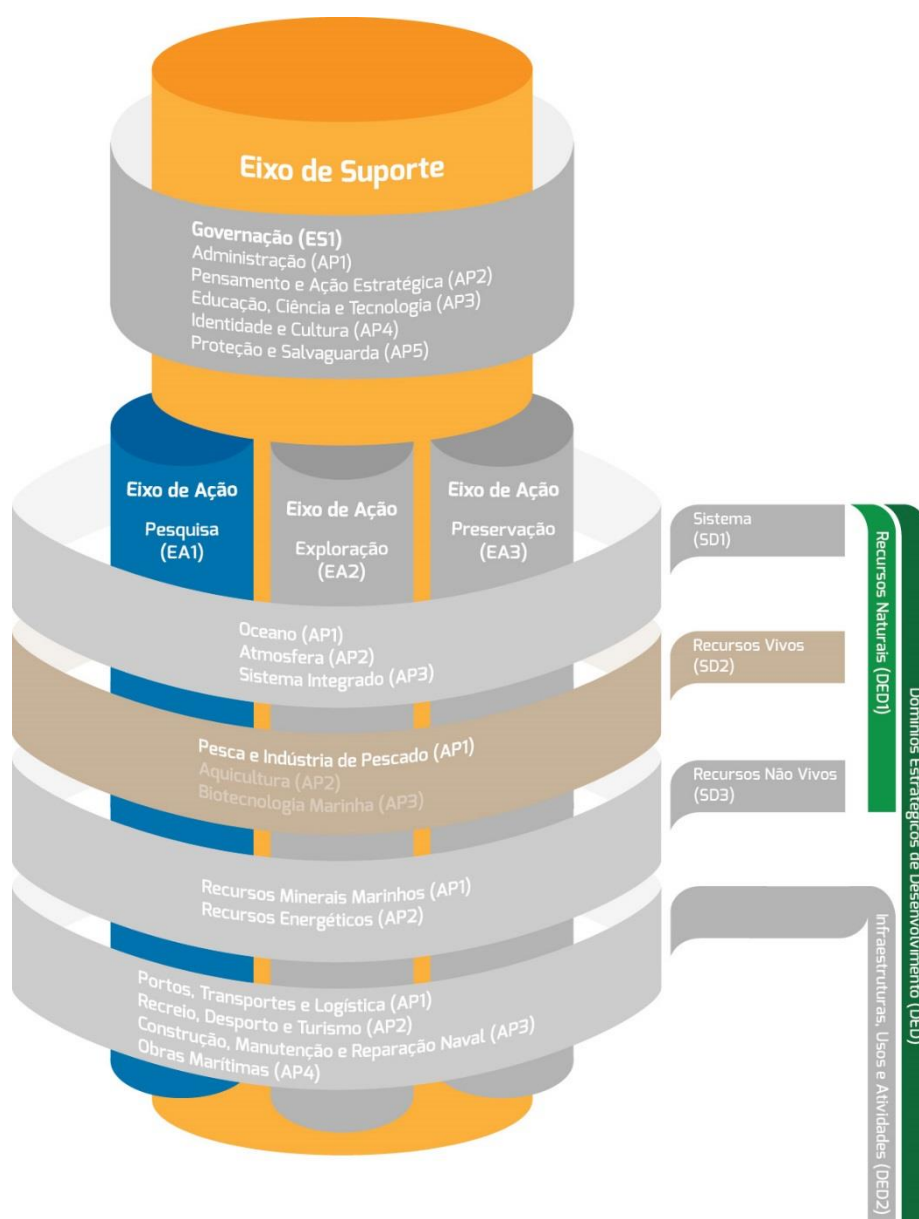 Eixo de Suporte
Governação (ES1)
Administração (AP1)
Pensamento e Ação Estratégica (AP2)
Educação, Ciência e Tecnologia (AP3)
Identidade e Cultura (AP4)
Proteção e Salvaguarda (AP5)
Eixo de Ação
Pesquisa
(EA1)
Eixo de Ação
Exploração
(EA2)
Eixo de Ação
Preservação
(EA3)
Oceano (AP1)
Atmosfera (AP2)
Sistema Integrado (AP3)
Pesca e Indústria de Pescado (AP1)
Aquicultura (AP2)
Biotecnologia Marinha (AP3)
Recursos Minerais Marinhos (AP1)
Recursos Energéticos (AP2)
Portos, Transportes e Logística (AP1)
Recreio, Desporto e Turismo (AP2)
Construção, Manutenção e Reparação Naval (AP3)
Obras Marítimas (AP4)
Sistema
(SD1)
Recursos Vivos
(SD2)
Recursos Não Vivos
(SD3)
Recursos Naturais (DED1)
Infraestruturas, Usos e Atividades (DED2)
Domínios Estratégicos de Desenvolvimento (DED)